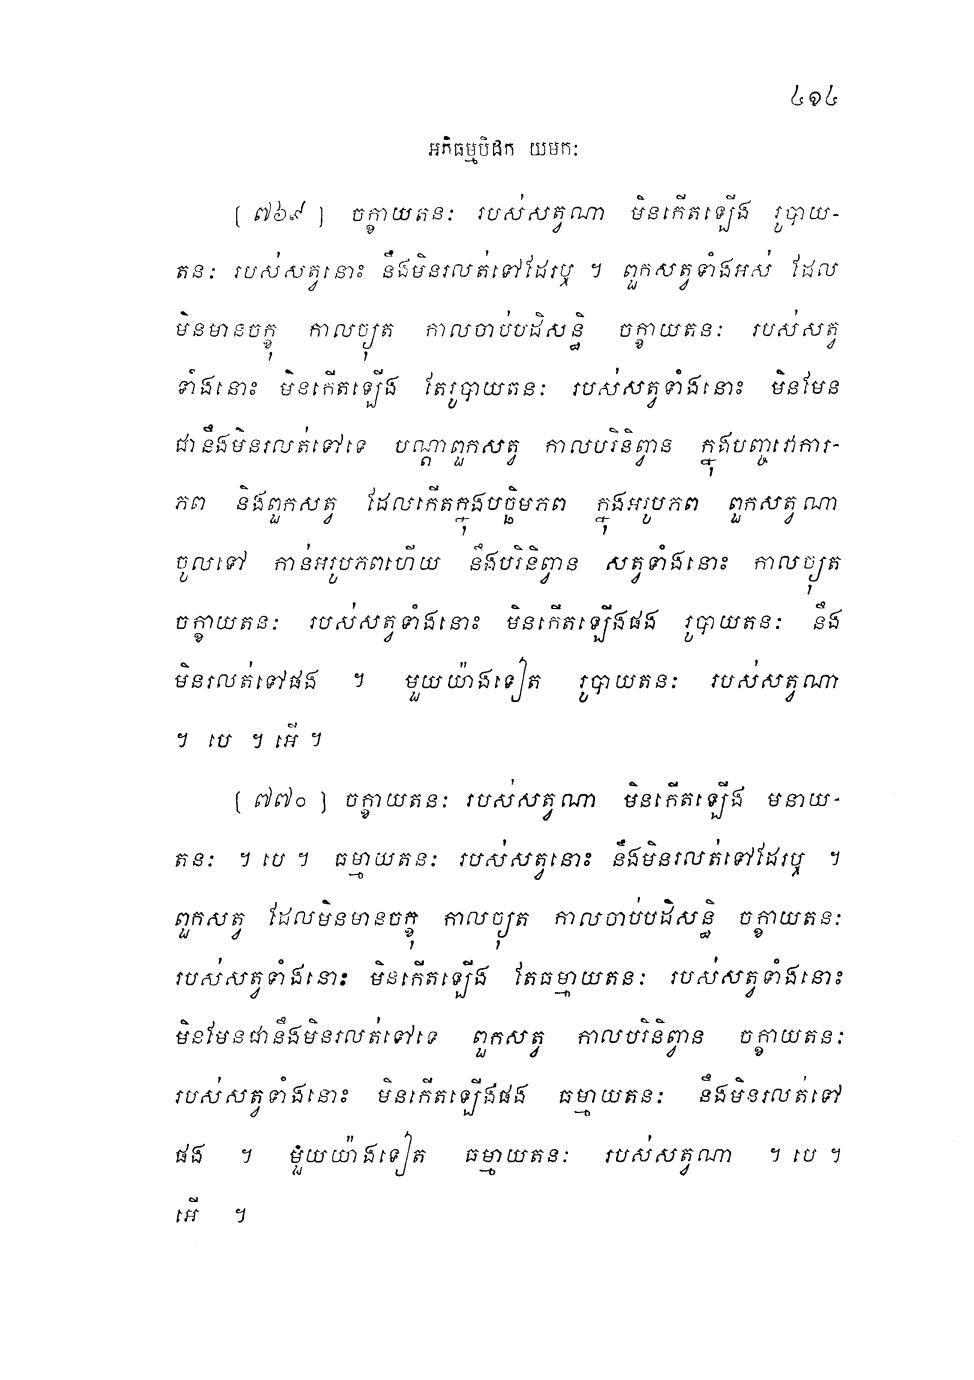 ៤១៤
អភិធម្មបិដក យមកៈ
[ ៧៦៩ ] ចក្ខាយតនៈ របស់សត្វណា មិនកើតឡើង រូបាយ-
តនៈ របស់សត្វនោះ នឹងមិនរលត់ទៅដែរឬ ។ ពួកសត្វទាំងអស់ ដែល
មិនមានចក្ខុ កាលច្យុត កាលចាប់បដិសន្ធិ ចក្ខាយតនៈ របស់សត្វ
ទាំងនោះ មិនកើតឡើង តែរូបាយតនៈ របស់សត្វទាំងនោះ មិនមែន
ជានឹងមិនរលត់ទៅទេ បណ្តាពួកសត្វ កាលបរិនិព្វាន ក្នុងបញ្ចវោការ-
ភព និងពួកសត្វ ដែលកើតក្នុងបច្ឆិមភព ក្នុងអរូបភព ពួកសត្វណា
ចូលទៅ កាន់អរូបភពហើយ នឹងបរិនិព្វាន សត្វទាំងនោះ កាលច្យុត
ចក្ខាយតនៈ របស់សត្វទាំងនោះ មិនកើតឡើងផង រូបាយតនៈ នឹង
មិនរលត់ទៅផង ។ មួយយ៉ាងទៀត រូបាយតនៈ របស់សត្វណា
។ បេ ។ អើ ។
[ ៧៧០ ] ចក្ខាយតនៈ របស់សត្វណា មិនកើតឡើង មនាយ-
តនៈ ។ បេ ។ ធម្មាយតនៈ របស់សត្វនោះ នឹងមិនរលត់ទៅដែរឬ ។
ពួកសត្វ ដែលមិនមានចក្ខុ កាលច្យុត កាលចាប់បដិសន្ធិ ចក្ខាយតនៈ
របស់សត្វទាំងនោះ មិនកើតឡើង តែធម្មាយតនៈ របស់សត្វទាំងនោះ
មិនមែនជានឹងមិនរលត់ទៅទេ ពួកសត្វ កាលបរិនិព្វាន ចក្ខាយតនៈ
របស់សត្វទាំងនោះ មិនកើតឡើងផង ធម្មាយតនៈ នឹងមិនរលត់ទៅ
ផង ។ មួយយ៉ាងទៀត ធម្មាយតនៈ របស់សត្វណា ។ បេ ។
អើ ។